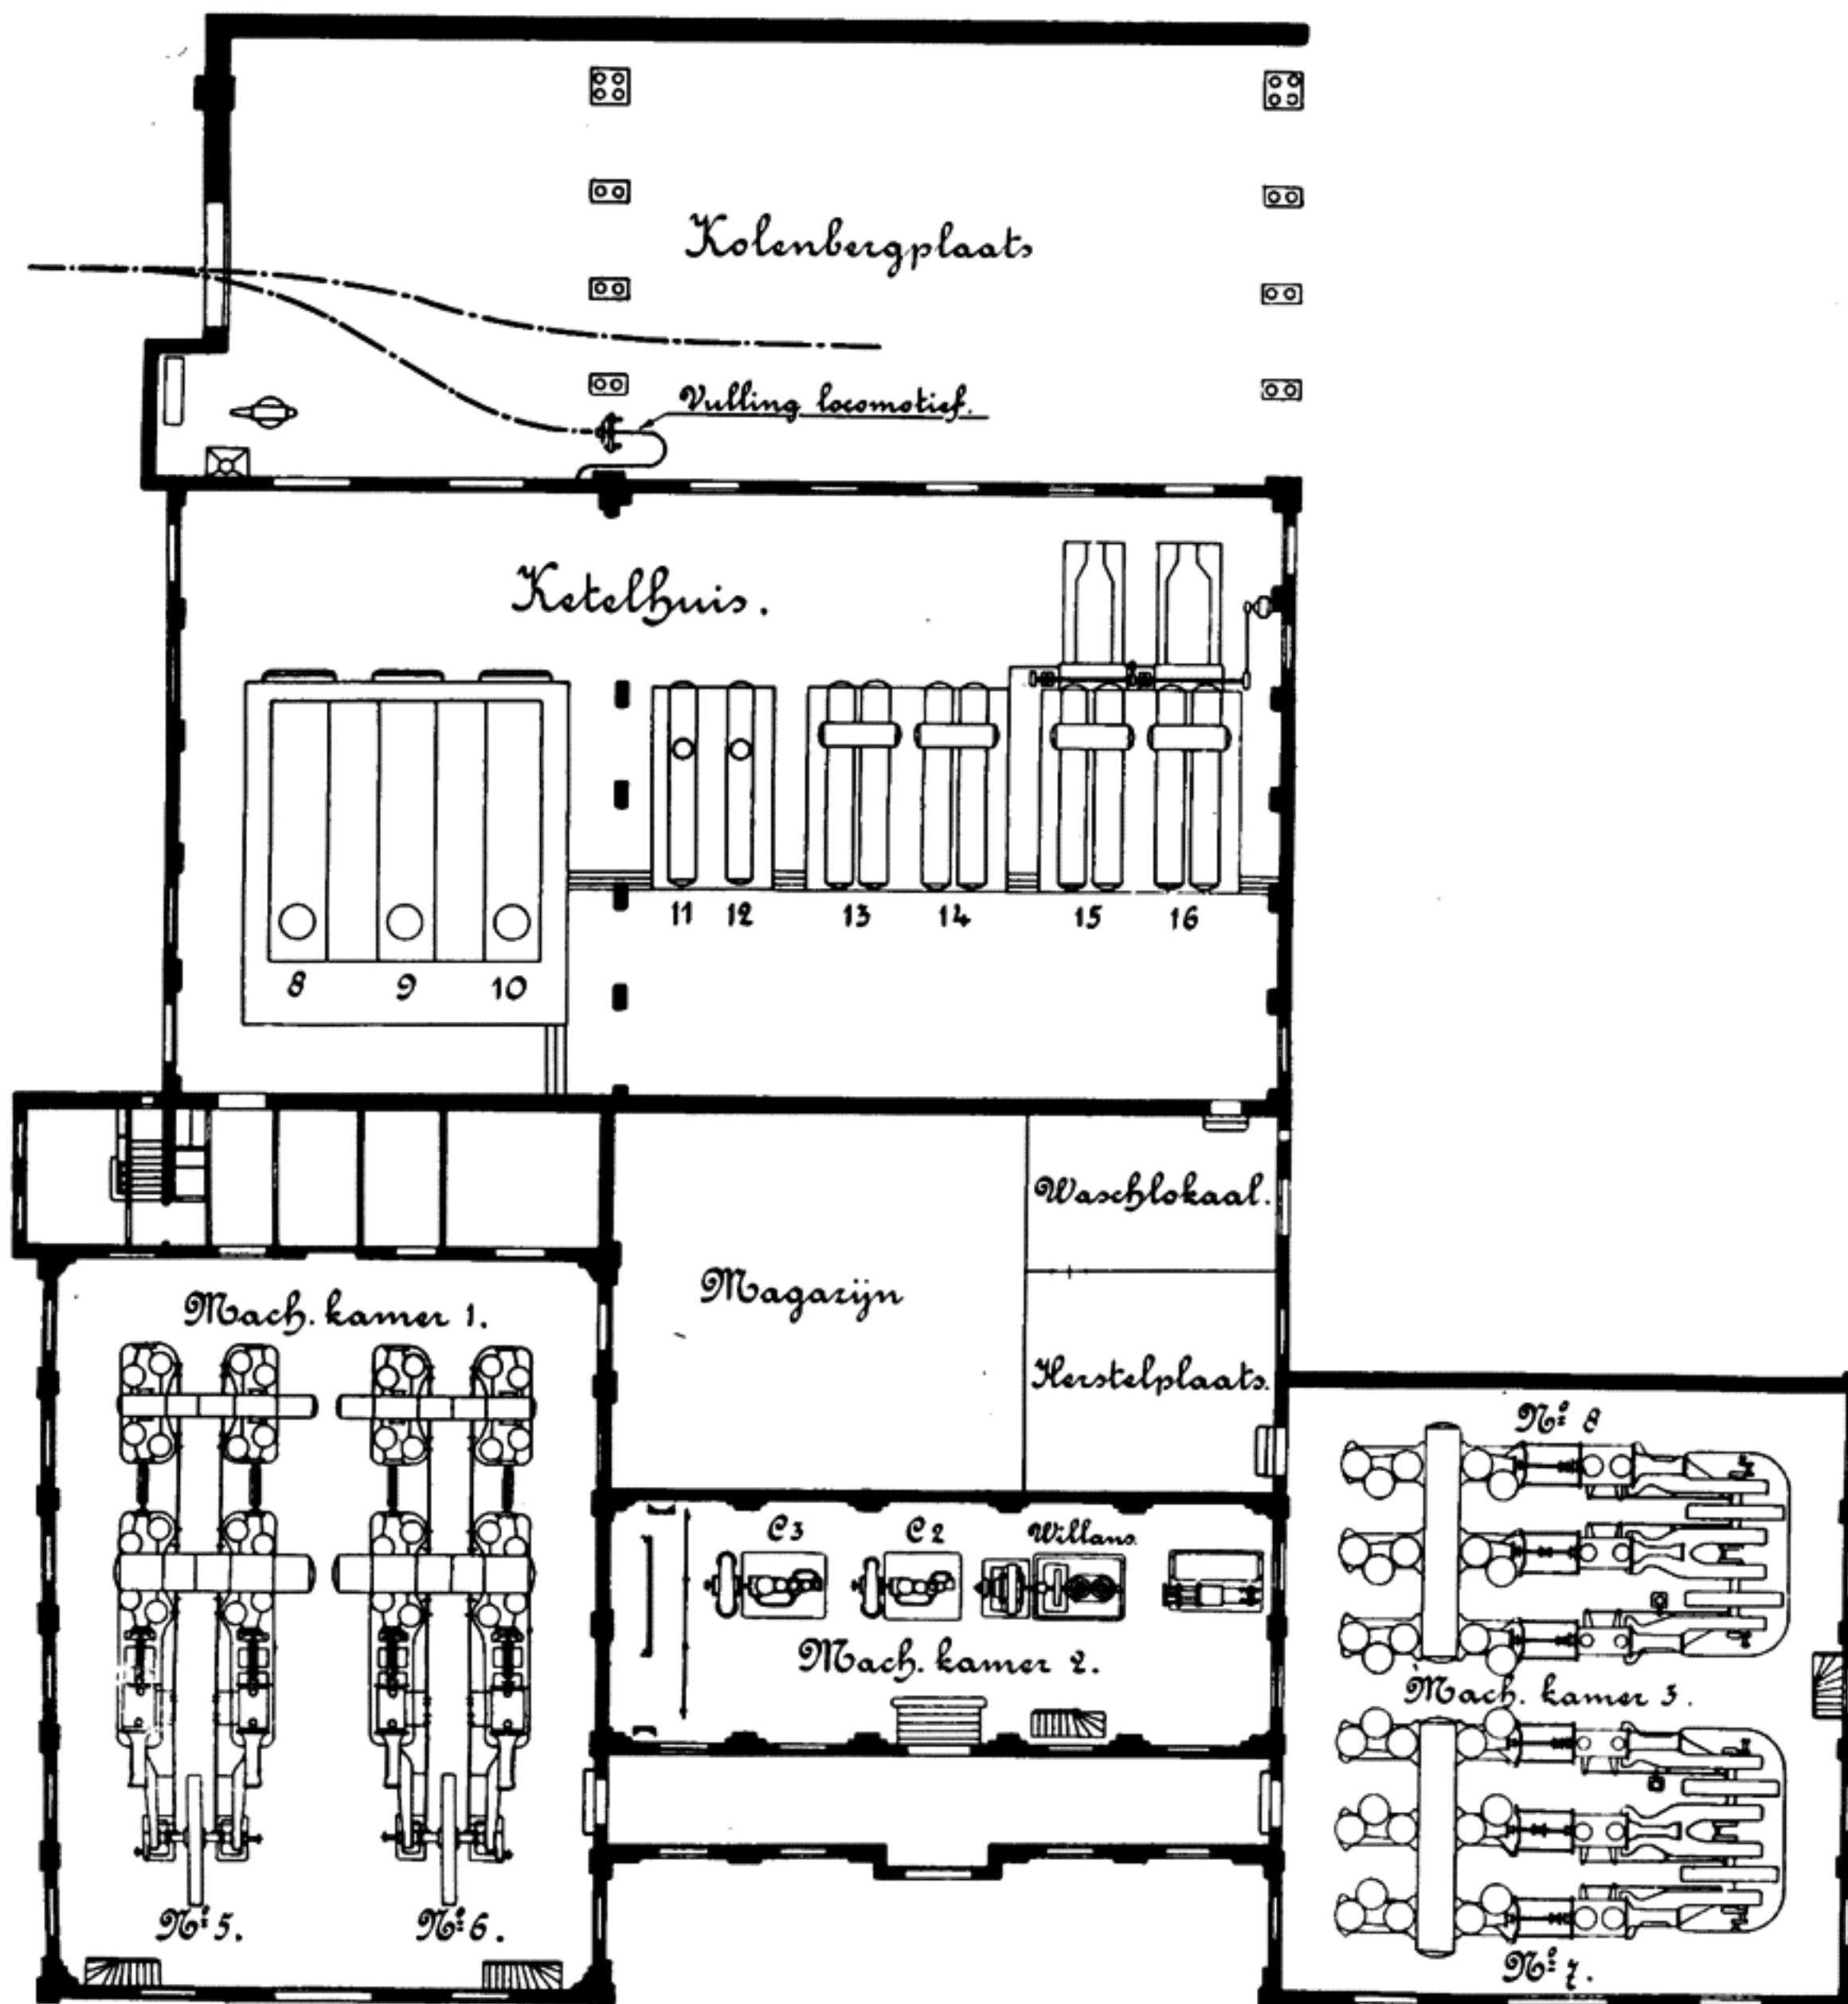 Kolenbergplaats
Vulling locomotief.
Ketelhuis.
11 12 13 14 15 16
8 9 10
Waschlokaal.
Magazijn
Mach. kamer 1.
Herstelplaats.
Nº 8
C3 C2 Willans.
Mach. kamer 2.
Mach. kamer 3.
Nº 5. Nº 6.
Nº 7.